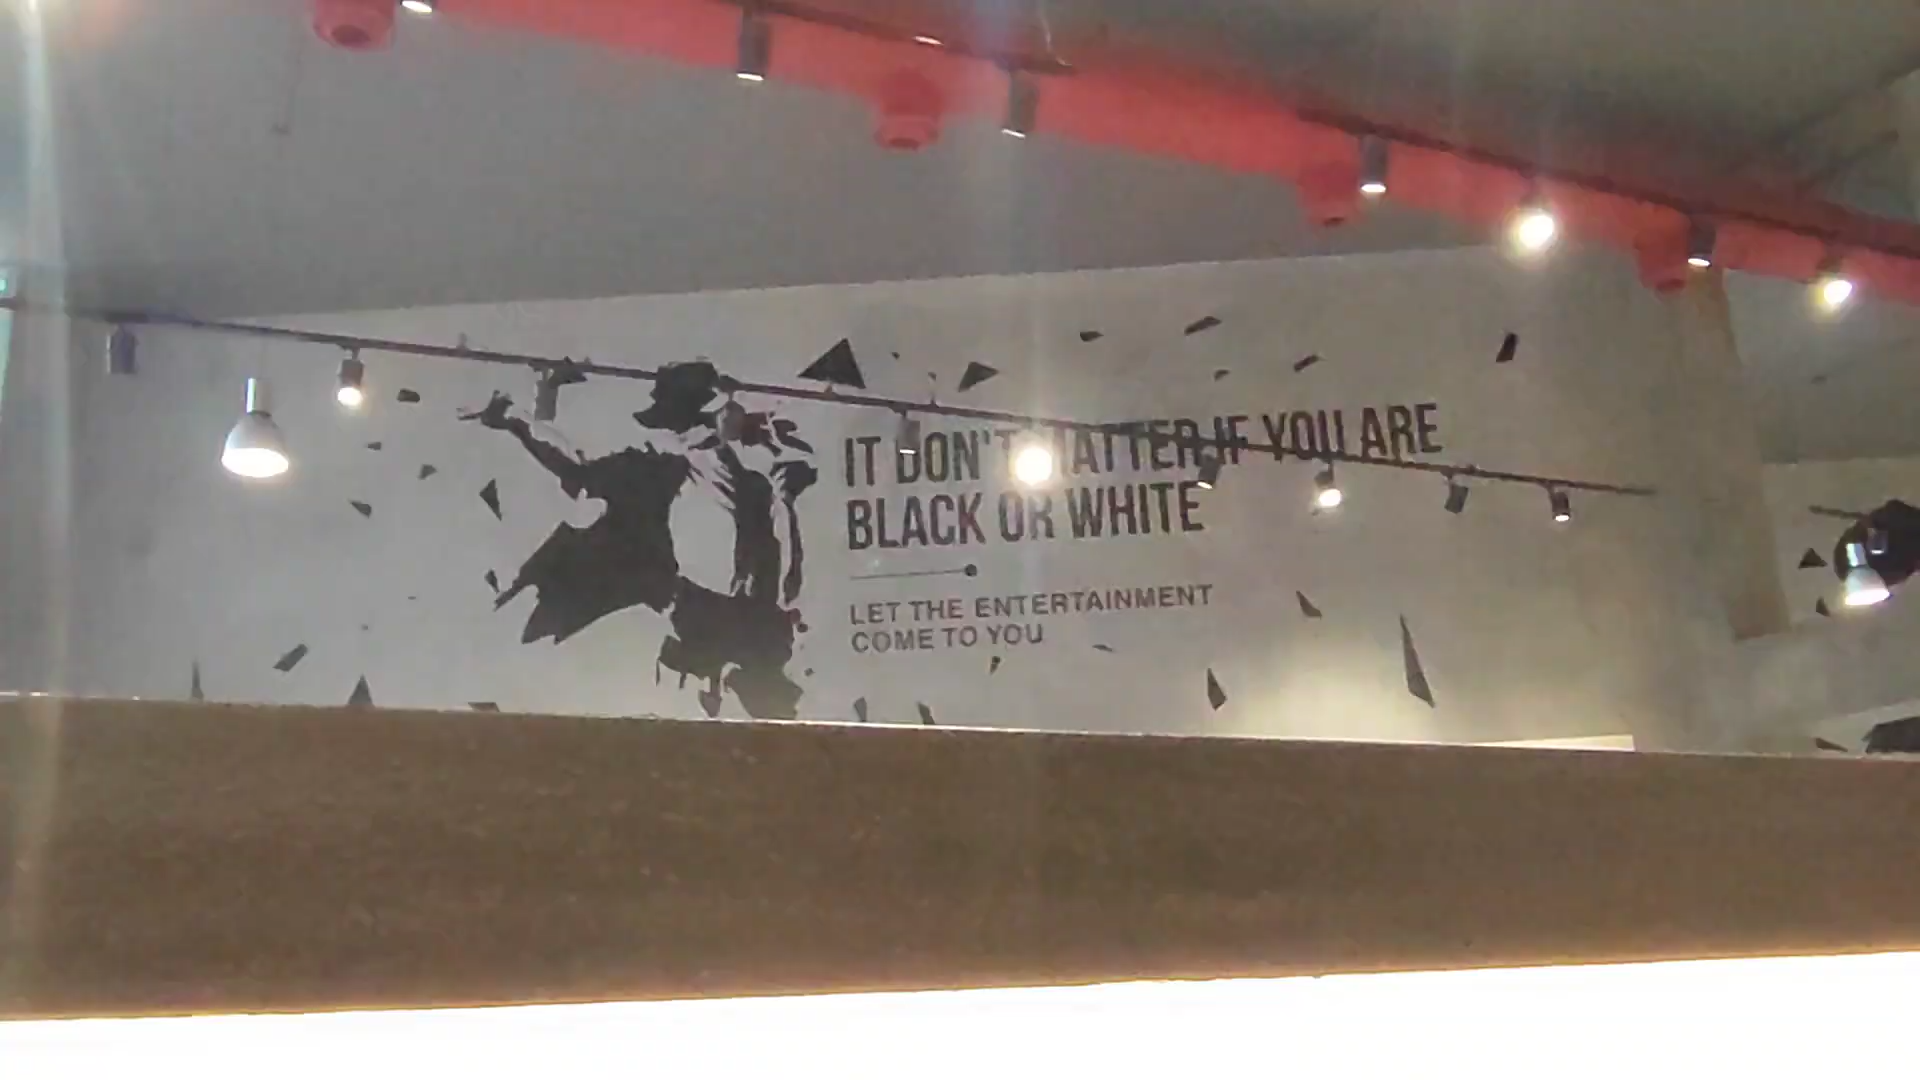 IT DON'T MATTER IF YOU ARE
BLACK OR WHITE
LET THE ENTERTAINMENT
COME TO YOU